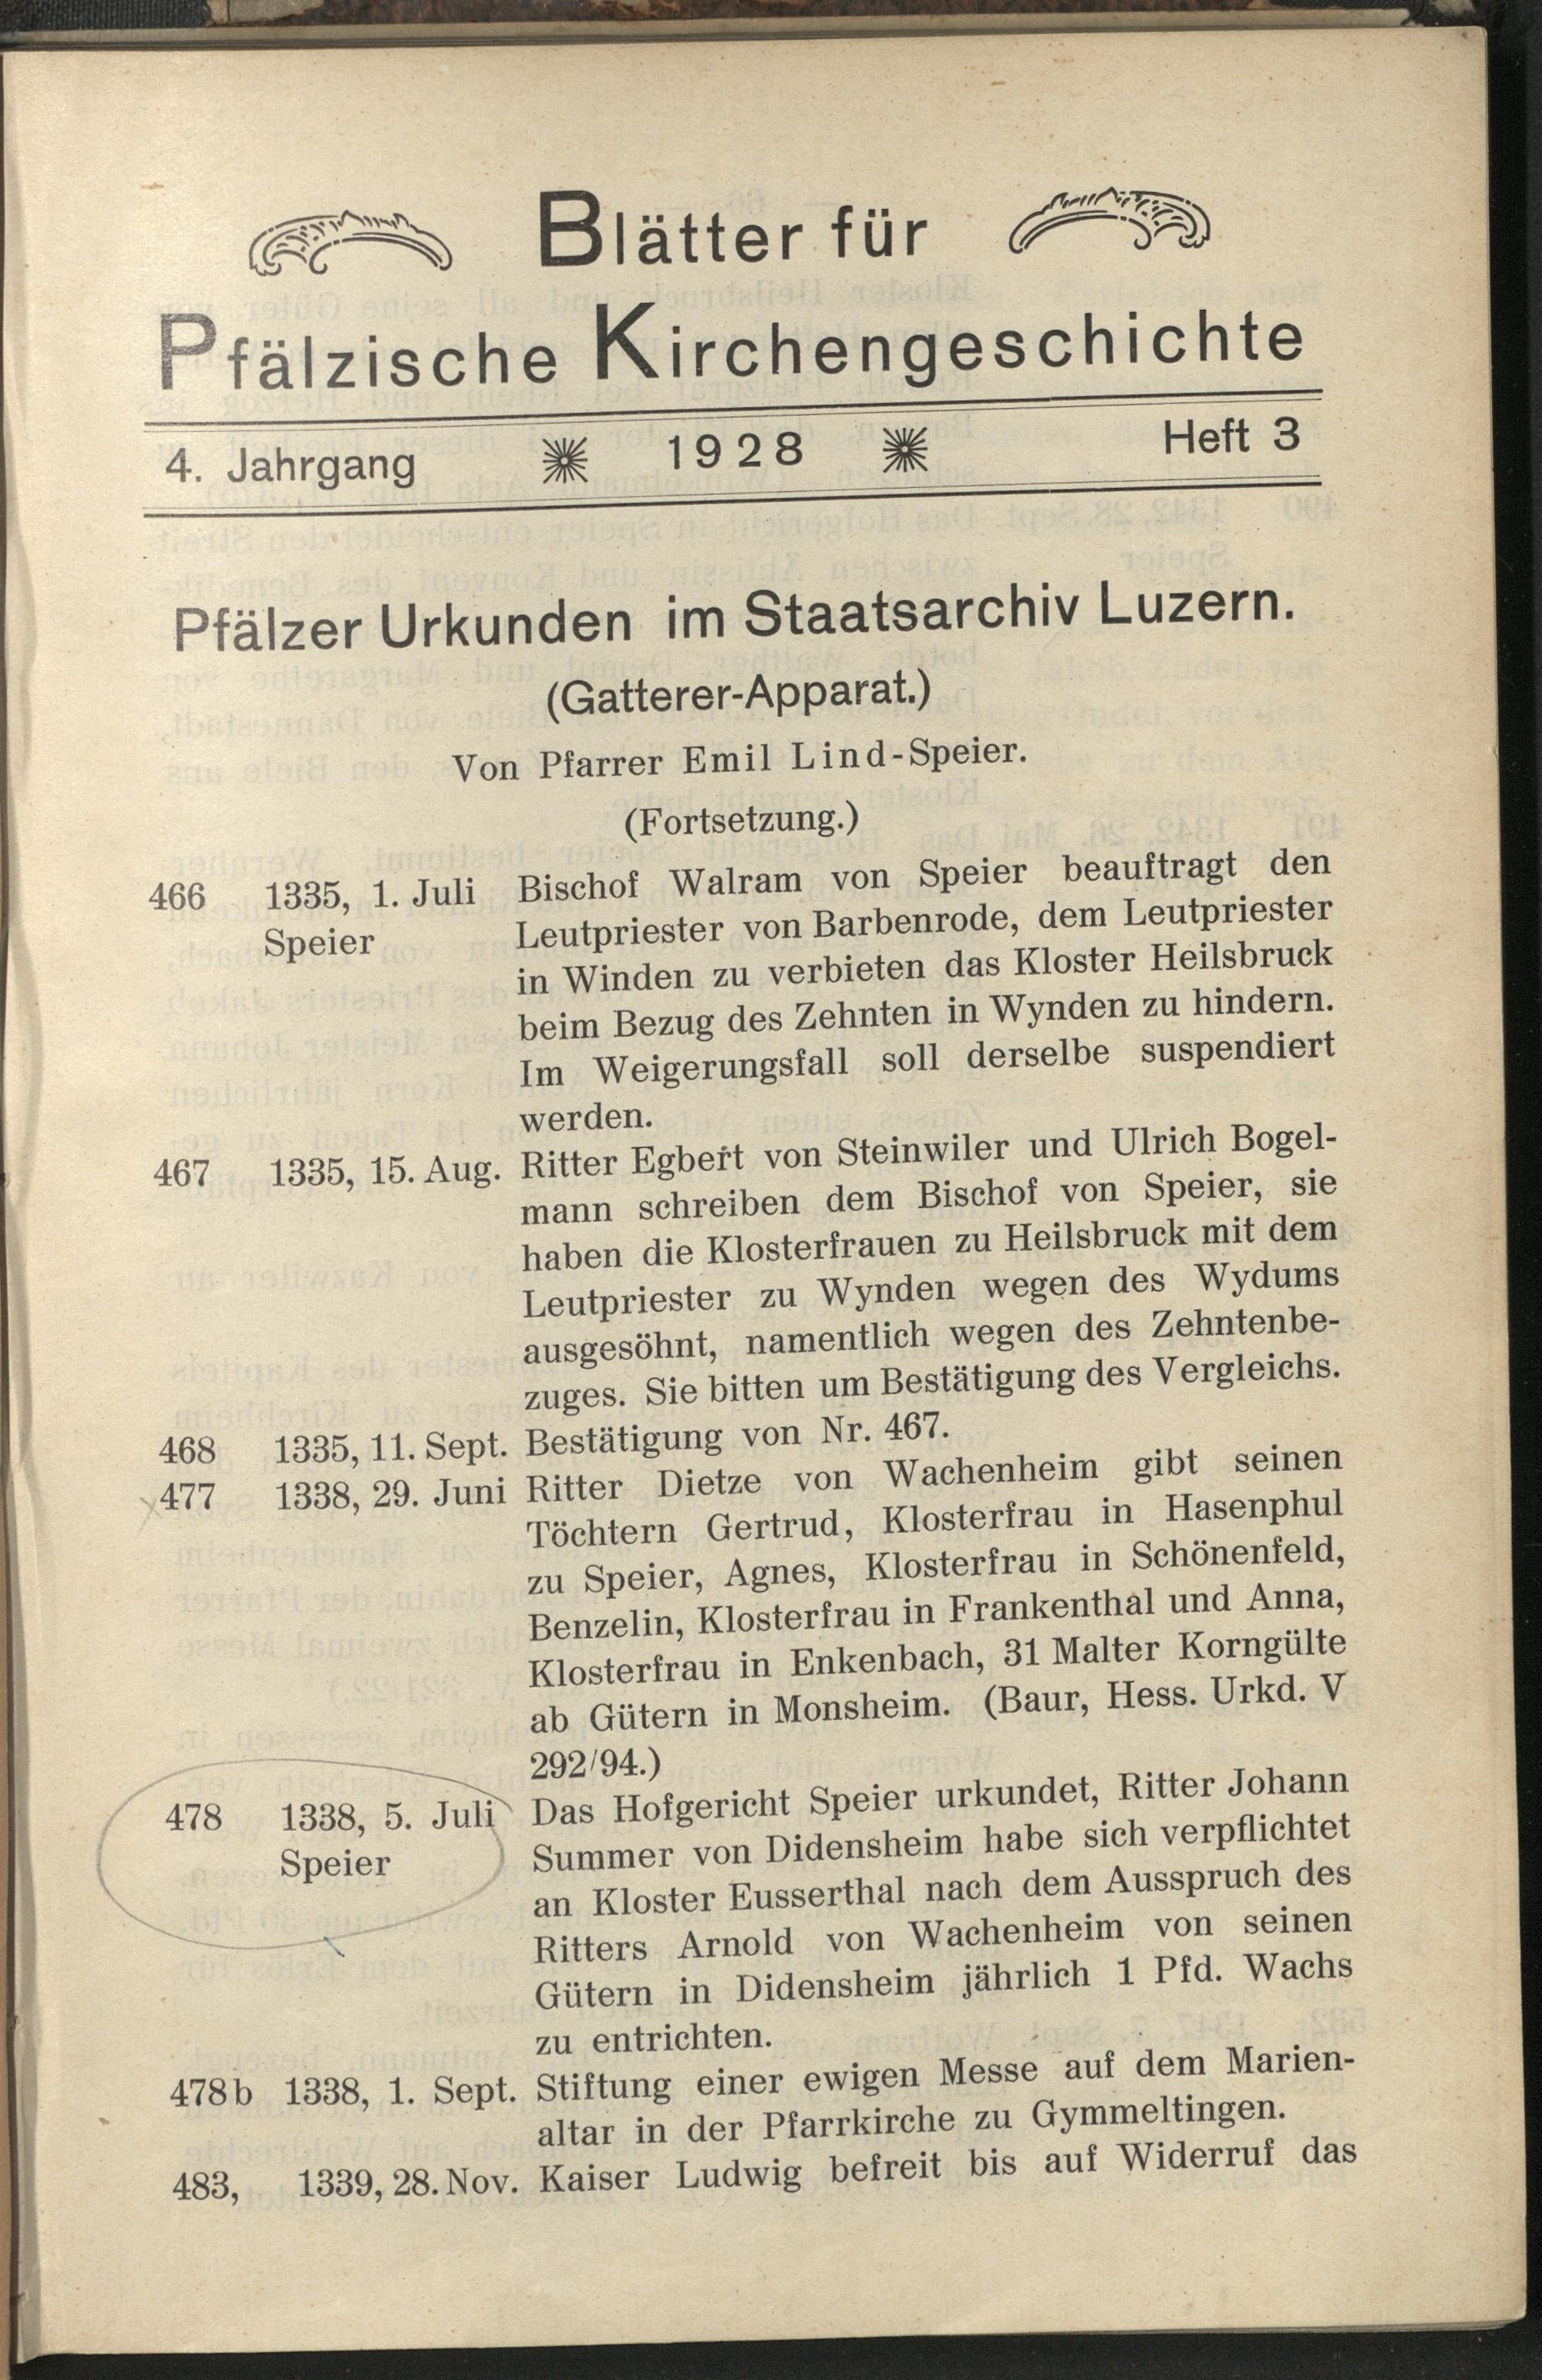 Blätter für
Pfälzische Kirchengeschichte
4. Jahrgang 1928 Heft 3
Pfälzer Urkunden im Staatsarchiv Luzern.
(Gatterer-Apparat.)
Von Pfarrer Emil Lind-Speier.
(Fortsetzung.)
466 1335, 1. Juli Bischof Walram von Speier beauftragt den
Speier Leutpriester von Barbenrode, dem Leutpriester
in Winden zu verbieten das Kloster Heilsbruck
beim Bezug des Zehnten in Wynden zu hindern.
Im Weigerungsfall soll derselbe suspendiert
werden.
467 1335, 15. Aug. Ritter Egbert von Steinwiler und Ulrich Bogel-
mann schreiben dem Bischof von Speier, sie
haben die Klosterfrauen zu Heilsbruck mit dem
Leutpriester zu Wynden wegen des Wydums
ausgesöhnt, namentlich wegen des Zehntenbe-
zuges. Sie bitten um Bestätigung des Vergleichs.
468 1335, 11. Sept. Bestätigung von Nr. 467.
477 1338, 29. Juni Ritter Dietze von Wachenheim gibt seinen
Töchtern Gertrud, Klosterfrau in Hasenphul
zu Speier, Agnes, Klosterfrau in Schönenfeld,
Benzelin, Klosterfrau in Frankenthal und Anna,
Klosterfrau in Enkenbach, 31 Malter Korngülte
ab Gütern in Monsheim. (Baur, Hess. Urkd. V
292/94.)
478 1338, 5. Juli Das Hofgericht Speier urkundet, Ritter Johann
Speier Summer von Didensheim habe sich verpflichtet
an Kloster Eusserthal nach dem Ausspruch des
Ritters Arnold von Wachenheim von seinen
Gütern in Didensheim jährlich 1 Pfd. Wachs
zu entrichten.
478b 1338, 1. Sept. Stiftung einer ewigen Messe auf dem Marien-
altar in der Pfarrkirche zu Gymmeltingen.
483, 1339, 28. Nov. Kaiser Ludwig befreit bis auf Widerruf das